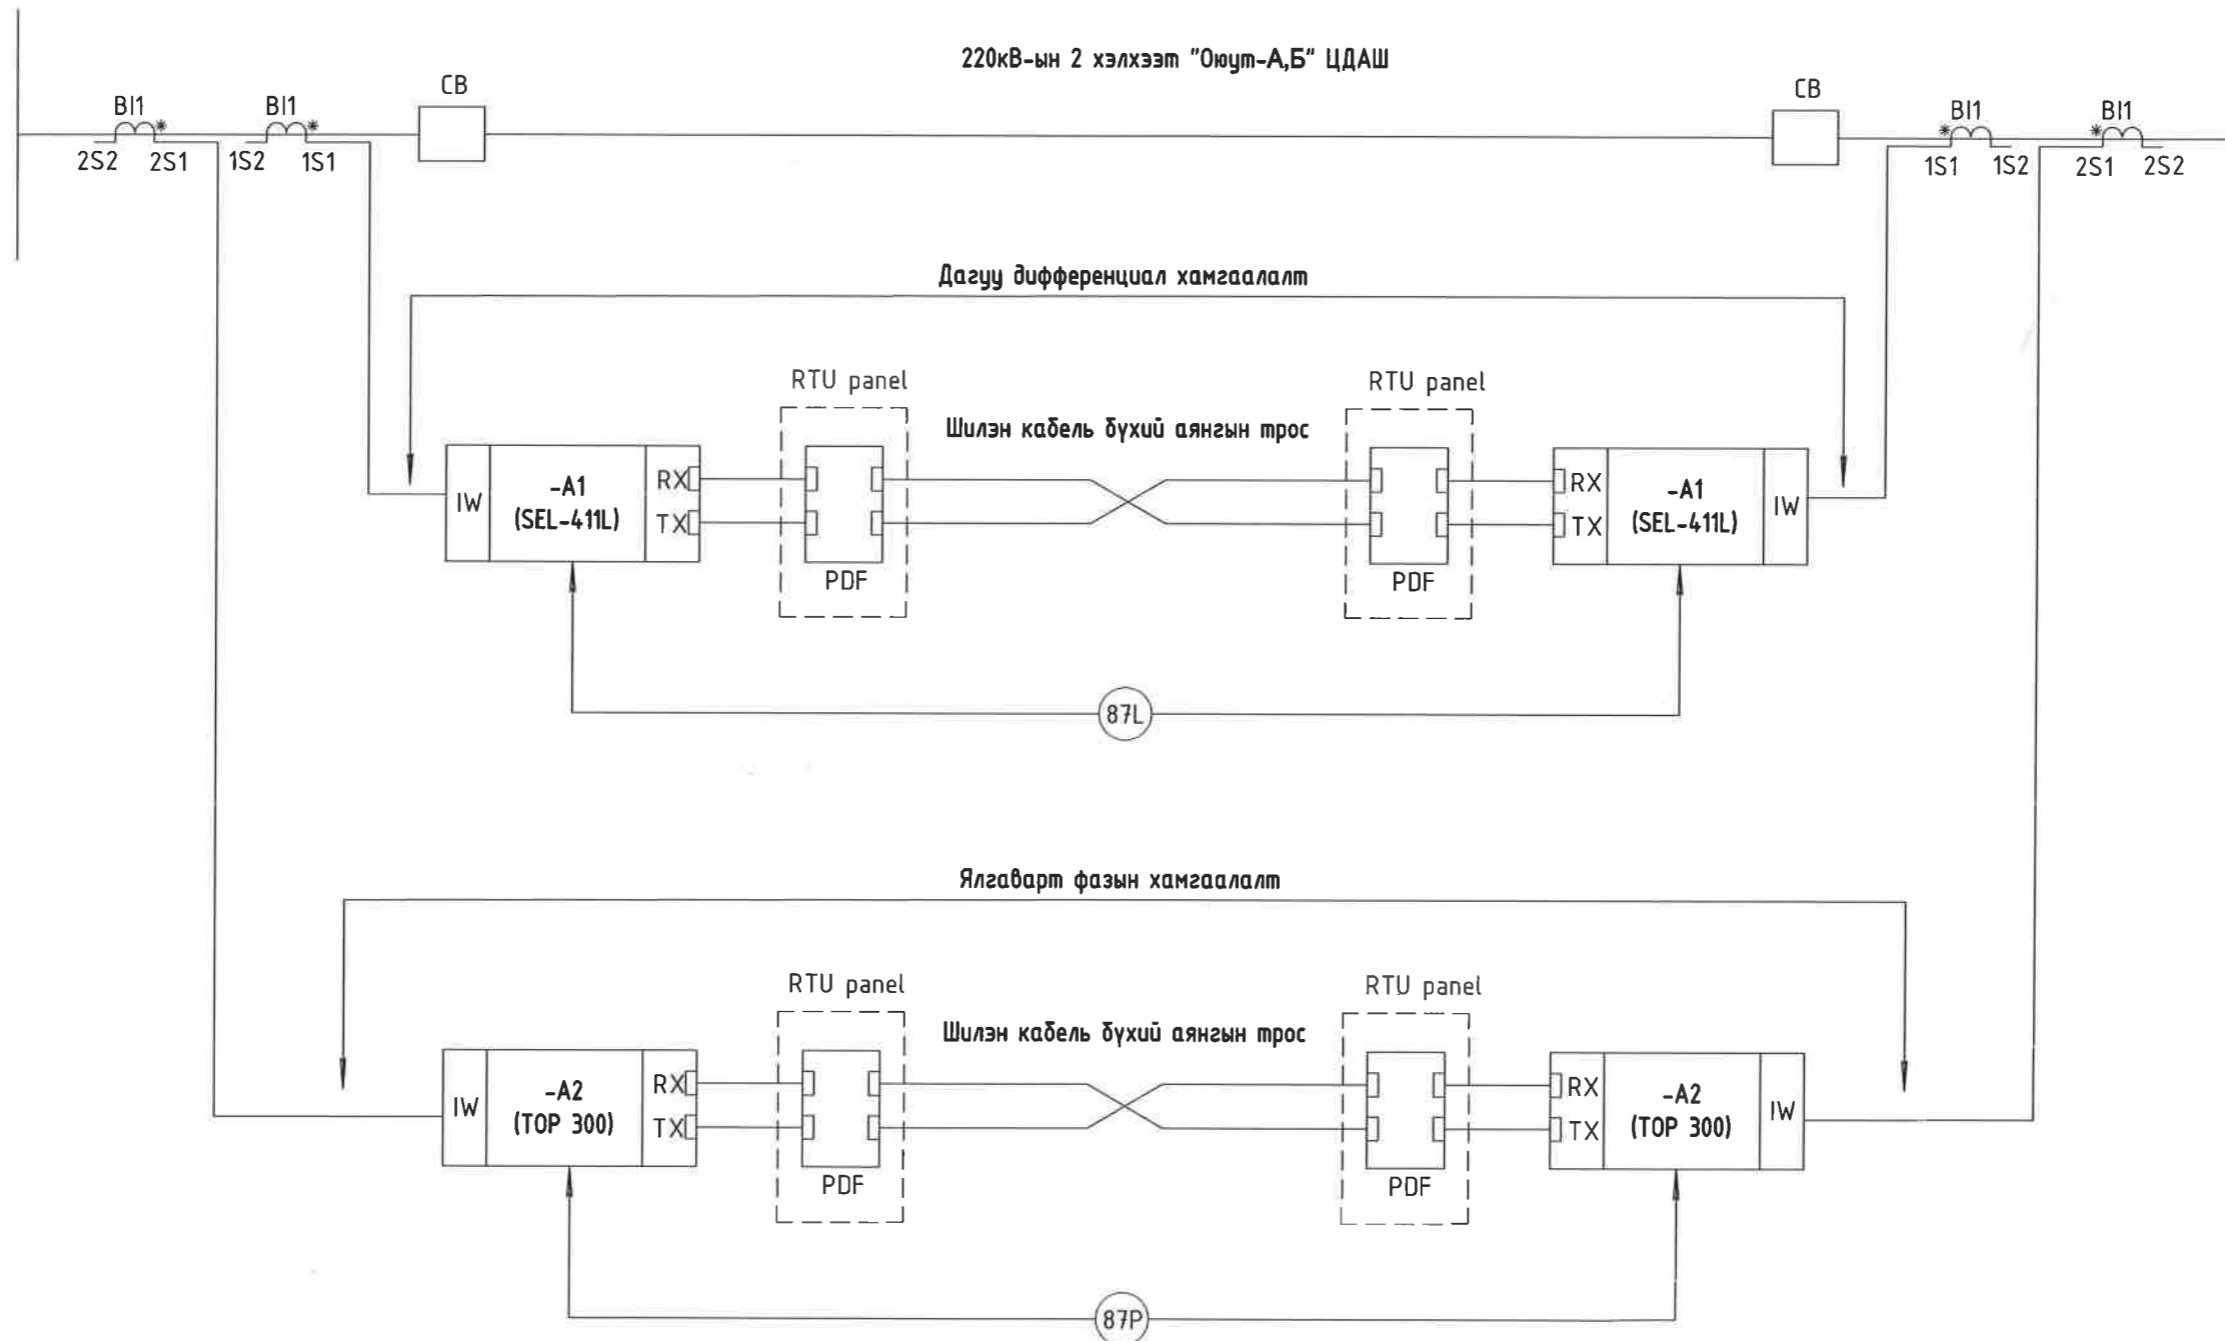 220кВ-ын 2 хэлхээт "Оюут-А,Б" ЦДАШ
BI1
BI1
CB
CB
BI1
BI1
2S2
2S1
1S2
1S1
1S1
1S2
2S1
2S2
Дагуу дифференциал хамгаалалт
RTU panel
RTU panel
Шилэн кабель бүхий аянгын трос
IW
-A1
(SEL-411L)
RX
TX
PDF
PDF
RX
TX
-A1
(SEL-411L)
IW
87L
Ялгаварт фазын хамгаалалт
RTU panel
RTU panel
Шилэн кабель бүхий аянгын трос
IW
-A2
(TOP 300)
RX
TX
PDF
PDF
RX
TX
-A2
(TOP 300)
IW
87P